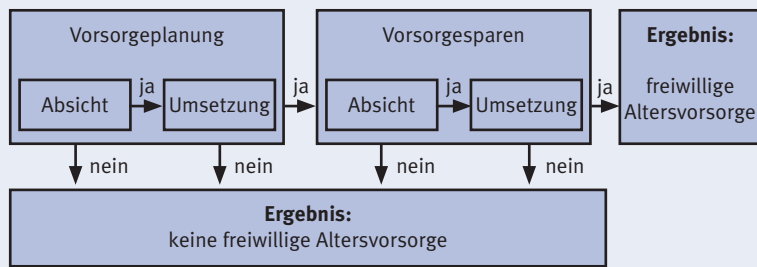 Vorsorgeplanung
Absicht
ja
Umsetzung
nein
nein
ja
Vorsorgesparen
Absicht
ja
Umsetzung
nein
nein
ja
Ergebnis:
freiwillige
Altersvorsorge
Ergebnis:
keine freiwillige Altersvorsorge